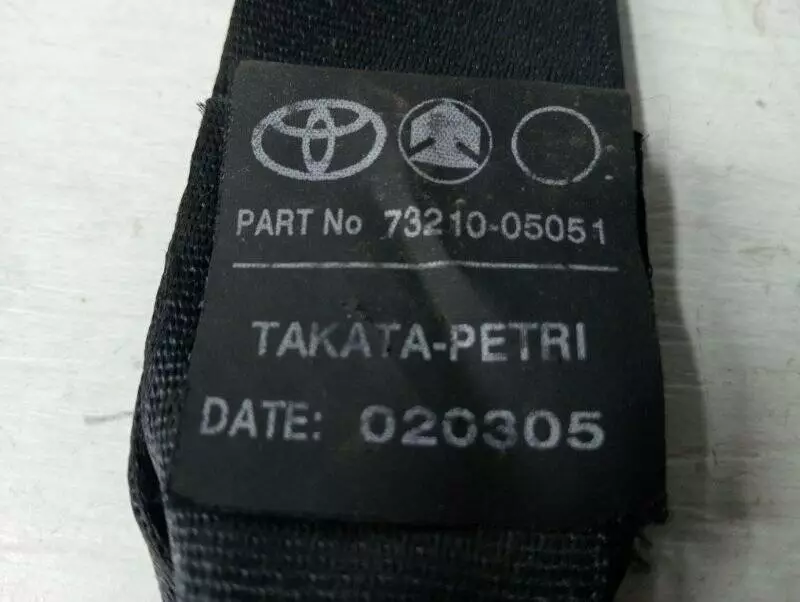 PART No 73210-05051
TAKATA-PETRI
DATE: 020305